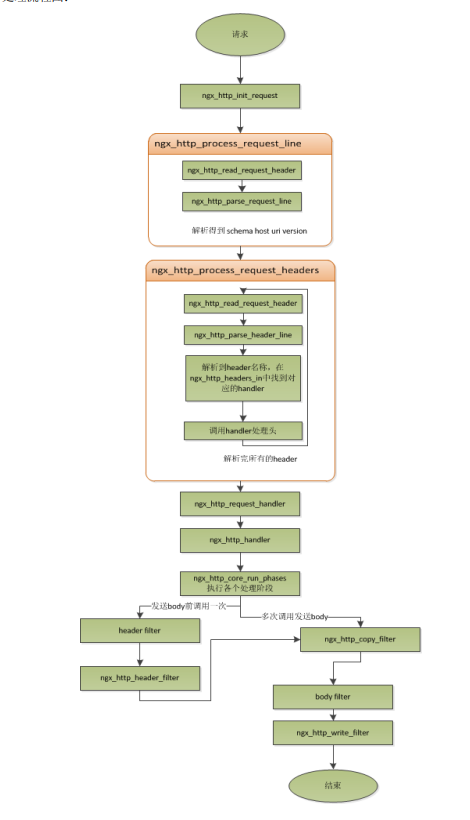 处理流程图:
请求
ngx_http_init_request
ngx_http_process_request_line
ngx_http_read_request_header
ngx_http_parse_request_line
解析得到 schema host uri version
ngx_http_process_request_headers
ngx_http_read_request_header
ngx_http_parse_header_line
解析到header名称，在
ngx_http_headers_in中找到对
应的handler
调用handler处理头
解析完所有的header
ngx_http_request_handler
ngx_http_handler
ngx_http_core_run_phases
执行各个处理阶段
发送body前调用一次
多次调用发送body
header filter
ngx_http_copy_filter
ngx_http_header_filter
body filter
ngx_http_write_filter
结束